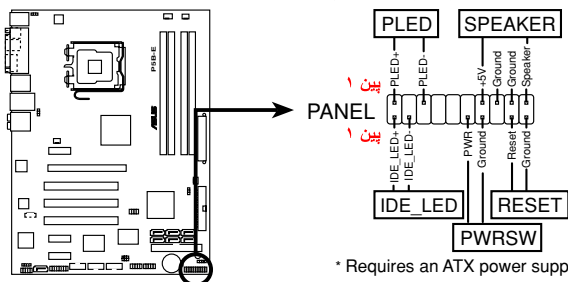 PLED SPEAKER
PLED+
PLED-
+5V
Ground
Ground
Speaker
پین ۱
PANEL
پین ۱
IDE_LED+
IDE_LED-
PWR
Ground
Reset
Ground
IDE_LED RESET
PWRSW
* Requires an ATX power supp
P5B-E
ASUS